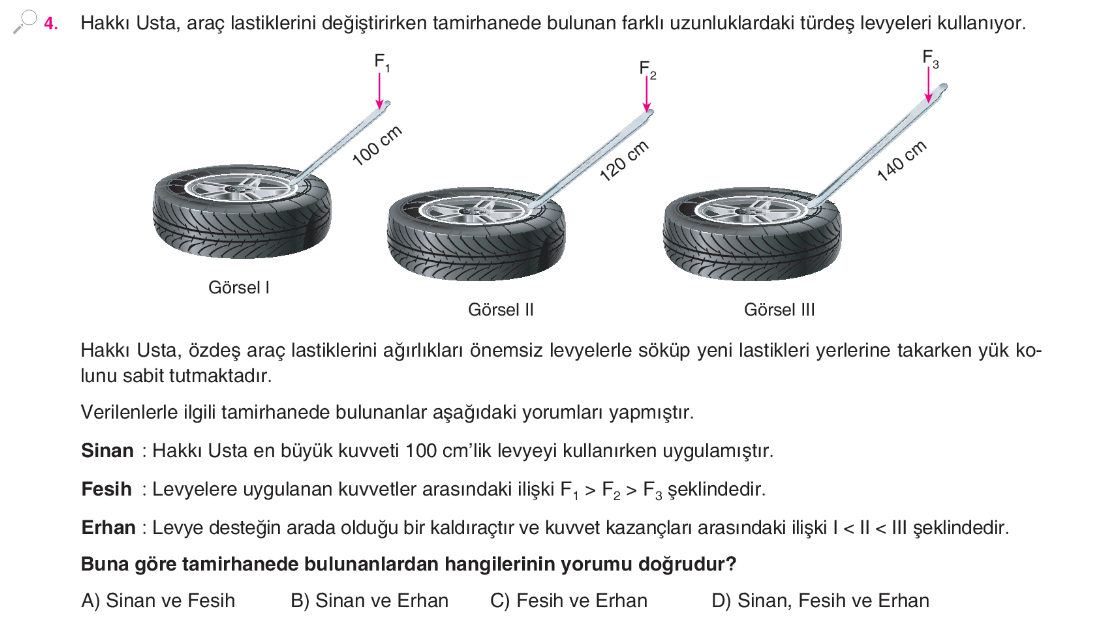 4. Hakkı Usta, araç lastiklerini değiştirirken tamirhanede bulunan farklı uzunluklardaki türdeş levyeleri kullanıyor.
F₁ F₂ F₃
100 cm 120 cm 140 cm
Görsel I
Görsel II Görsel III
Hakkı Usta, özdeş araç lastiklerini ağırlıkları önemsiz levyelerle söküp yeni lastikleri yerlerine takarken yük ko-
lunu sabit tutmaktadır.
Verilenlerle ilgili tamirhanede bulunanlar aşağıdaki yorumları yapmıştır.
Sinan : Hakkı Usta en büyük kuvveti 100 cm'lik levyeyi kullanırken uygulamıştır.
Fesih : Levyelere uygulanan kuvvetler arasındaki ilişki F₁ > F₂ > F₃ şeklindedir.
Erhan : Levye desteğin arada olduğu bir kaldıraçtır ve kuvvet kazançları arasındaki ilişki I < II < III şeklindedir.
Buna göre tamirhanede bulunanlardan hangilerinin yorumu doğrudur?
A) Sinan ve Fesih B) Sinan ve Erhan C) Fesih ve Erhan D) Sinan, Fesih ve Erhan